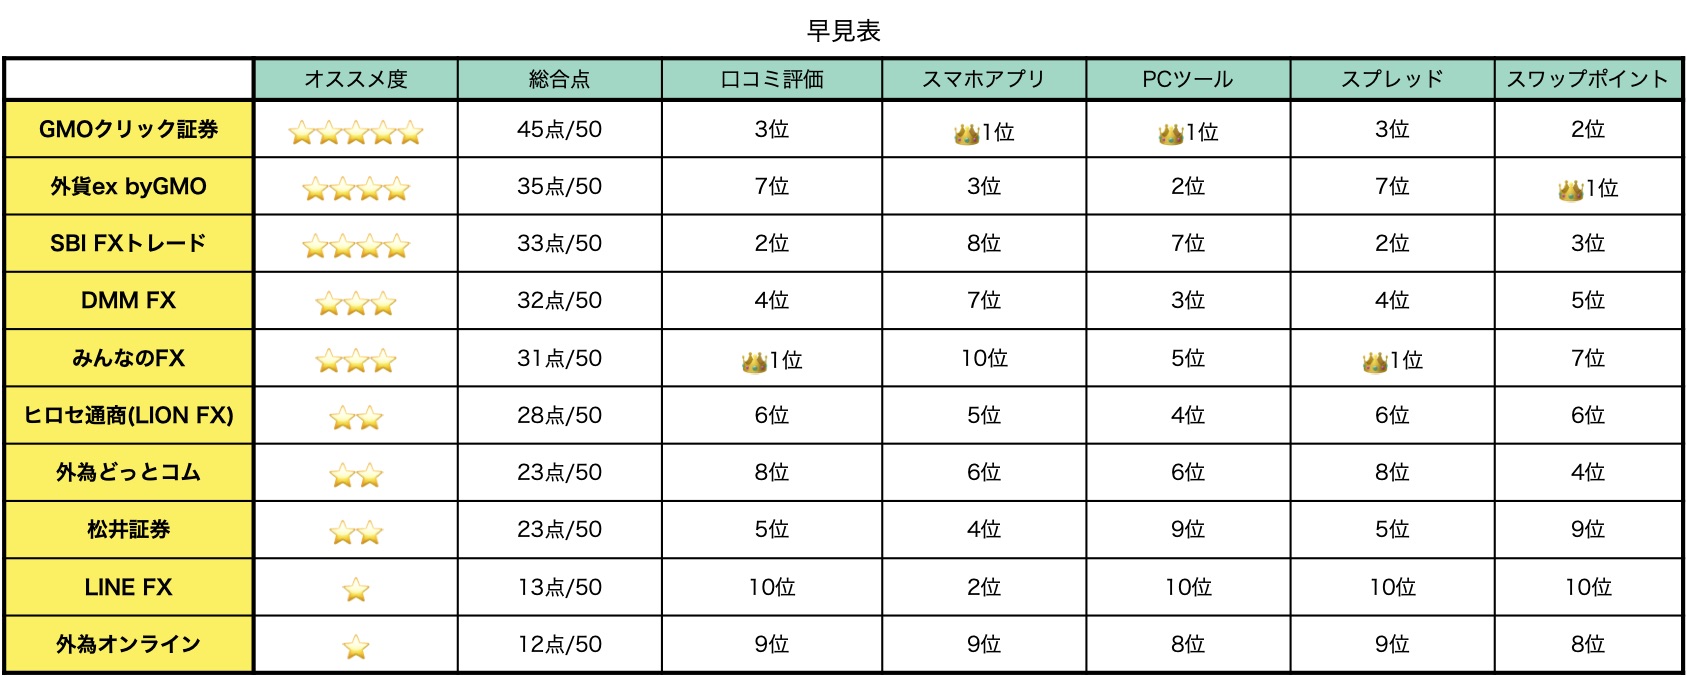 早見表
オススメ度 総合点 口コミ評価 スマホアプリ PCツール スプレッド スワップポイント
GMOクリック証券 ⭐⭐⭐⭐⭐ 45点/50 3位 👑1位 👑1位 3位 2位
外貨ex byGMO ⭐⭐⭐⭐ 35点/50 7位 3位 2位 7位 👑1位
SBI FXトレード ⭐⭐⭐⭐ 33点/50 2位 8位 7位 2位 3位
DMM FX ⭐⭐⭐ 32点/50 4位 7位 3位 4位 5位
みんなのFX ⭐⭐⭐ 31点/50 👑1位 10位 5位 👑1位 7位
ヒロセ通商(LION FX) ⭐⭐ 28点/50 6位 5位 4位 6位 6位
外為どっとコム ⭐⭐ 23点/50 8位 6位 6位 8位 4位
松井証券 ⭐⭐ 23点/50 5位 4位 9位 5位 9位
LINE FX ⭐ 13点/50 10位 2位 10位 10位 10位
外為オンライン ⭐ 12点/50 9位 9位 8位 9位 8位